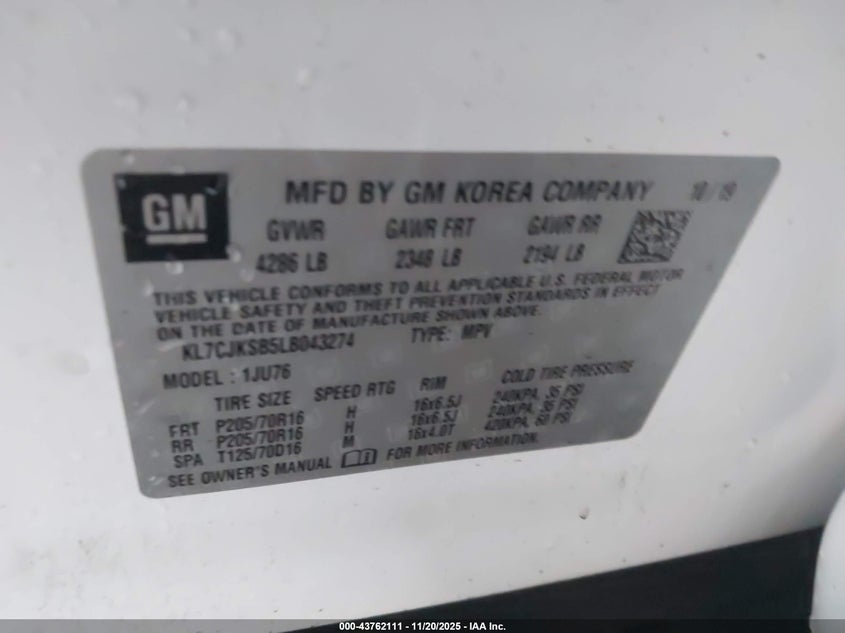 GM MFD BY GM KOREA COMPANY 10/19
GVWR GAWR FRT GAWR RR
4286 LB 2348 LB 2194 LB
THIS VEHICLE CONFORMS TO ALL APPLICABLE U.S. FEDERAL MOTOR
VEHICLE SAFETY AND THEFT PREVENTION STANDARDS IN EFFECT
ON THE DATE OF MANUFACTURE SHOWN ABOVE.
KL7CJKSB5LB043274 TYPE: MPV
MODEL : 1JU76
TIRE SIZE SPEED RTG RIM COLD TIRE PRESSURE
FRT P205/70R16 H 16x6.5J 240KPA, 35 PSI
RR P205/70R16 H 16x6.5J 240KPA, 35 PSI
SPA T125/70D16 M 16x4.0T 420KPA, 60 PSI
SEE OWNER'S MANUAL FOR MORE INFORMATION.
000-43762111 - 11/20/2025 - IAA Inc.